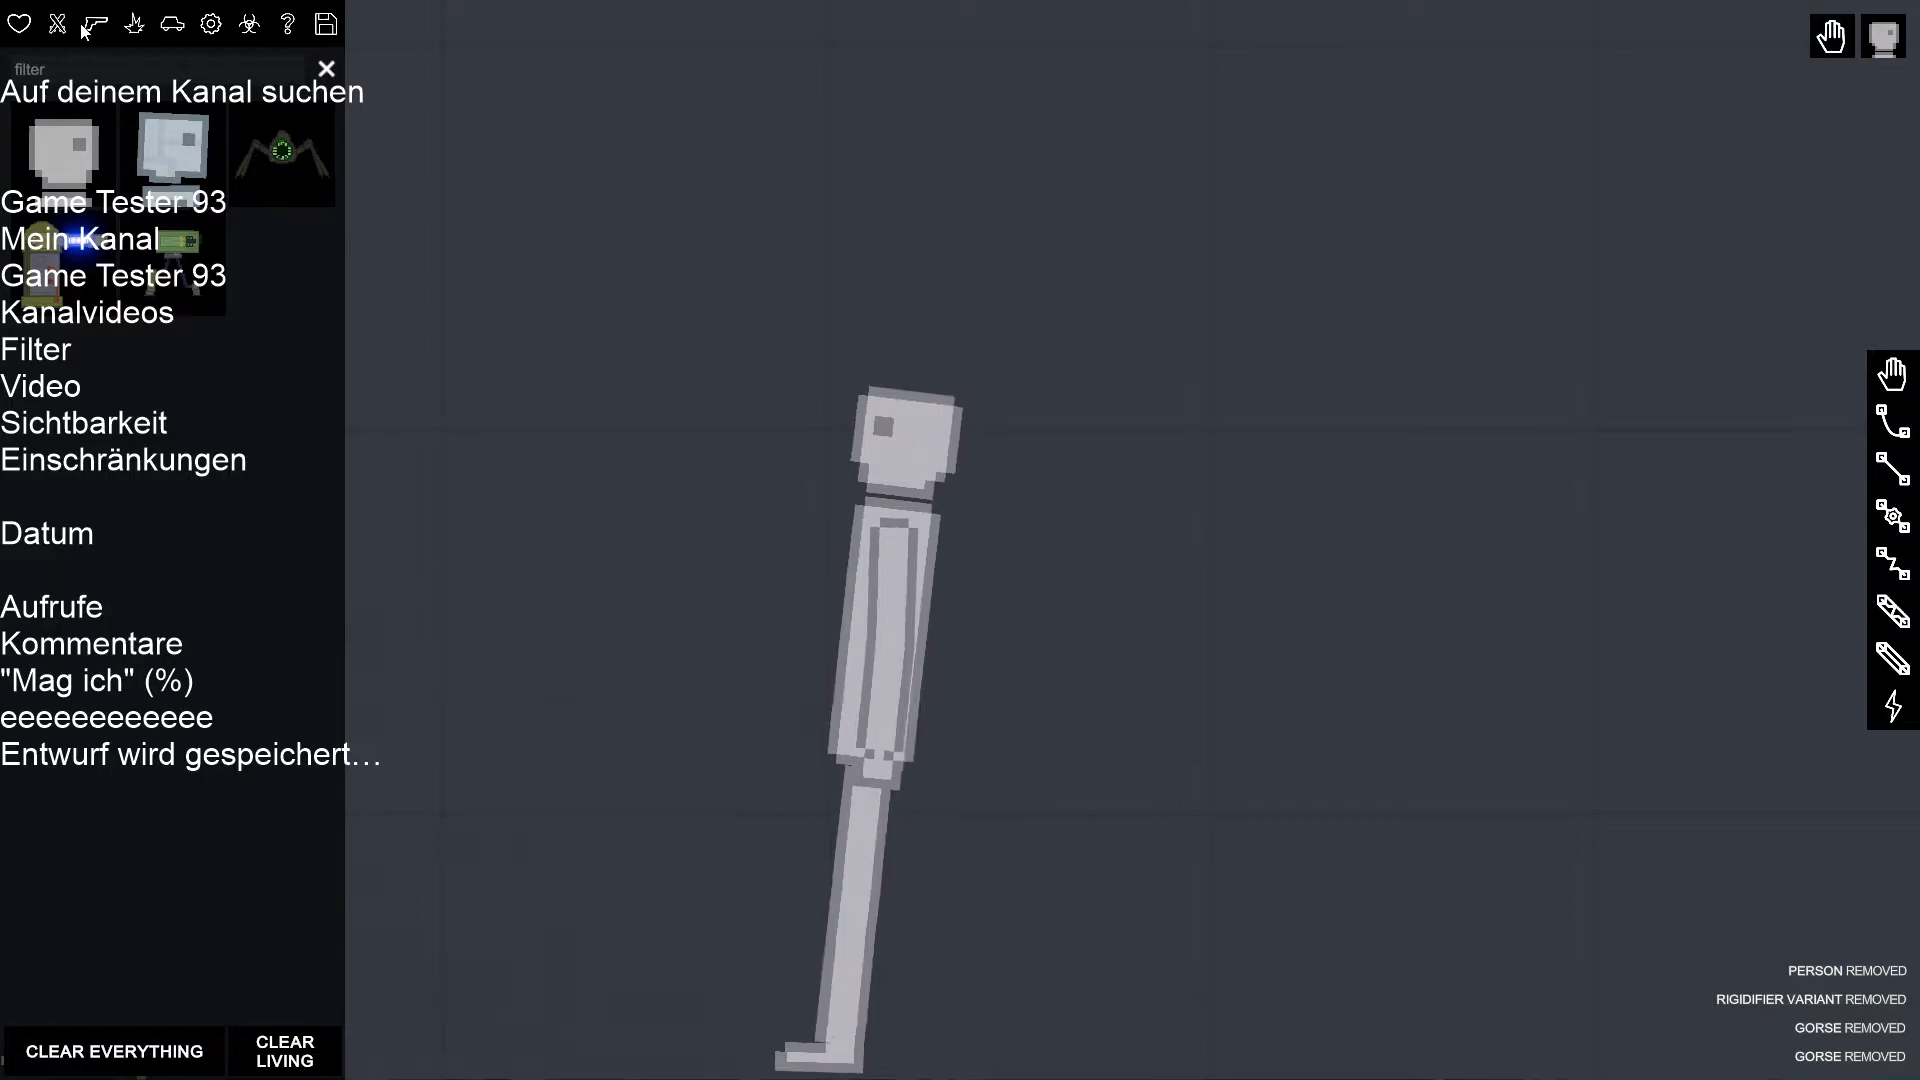 filter
Auf deinem Kanal suchen
Game Tester 93
Mein Kanal
Game Tester 93
Kanalvideos
Filter
Video
Sichtbarkeit
Einschränkungen
Datum
Aufrufe
Kommentare
"Mag ich" (%)
eeeeeeeeeeee
Entwurf wird gespeichert…
CLEAR EVERYTHING
CLEAR
LIVING
PERSON REMOVED
RIGIDIFIER VARIANT REMOVED
GORSE REMOVED
GORSE REMOVED